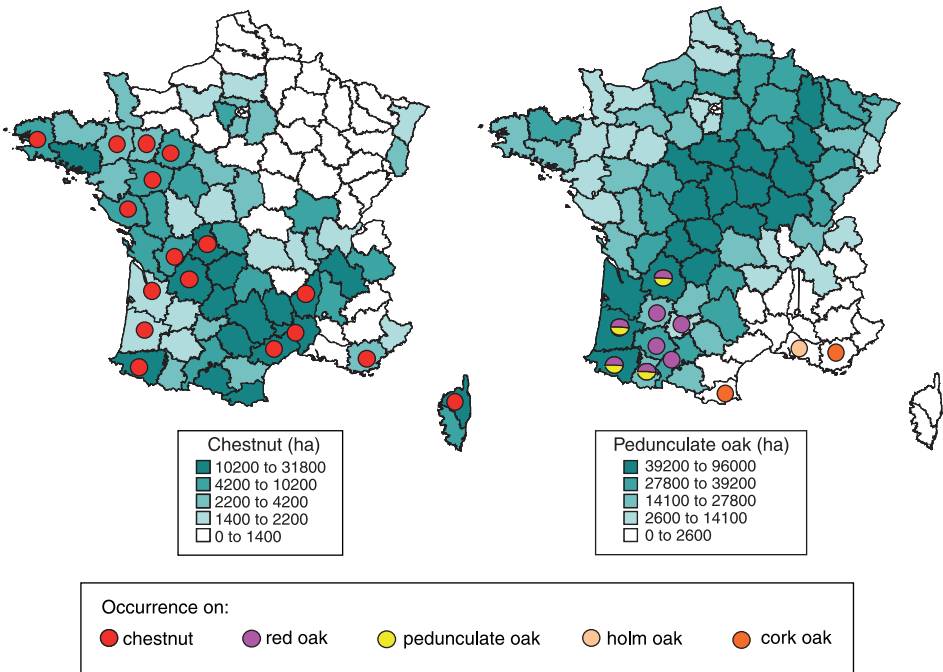 Chestnut (ha)
10200 to 31800
4200 to 10200
2200 to 4200
1400 to 2200
0 to 1400
Pedunculate oak (ha)
39200 to 96000
27800 to 39200
14100 to 27800
2600 to 14100
0 to 2600
Occurrence on:
chestnut red oak pedunculate oak holm oak cork oak